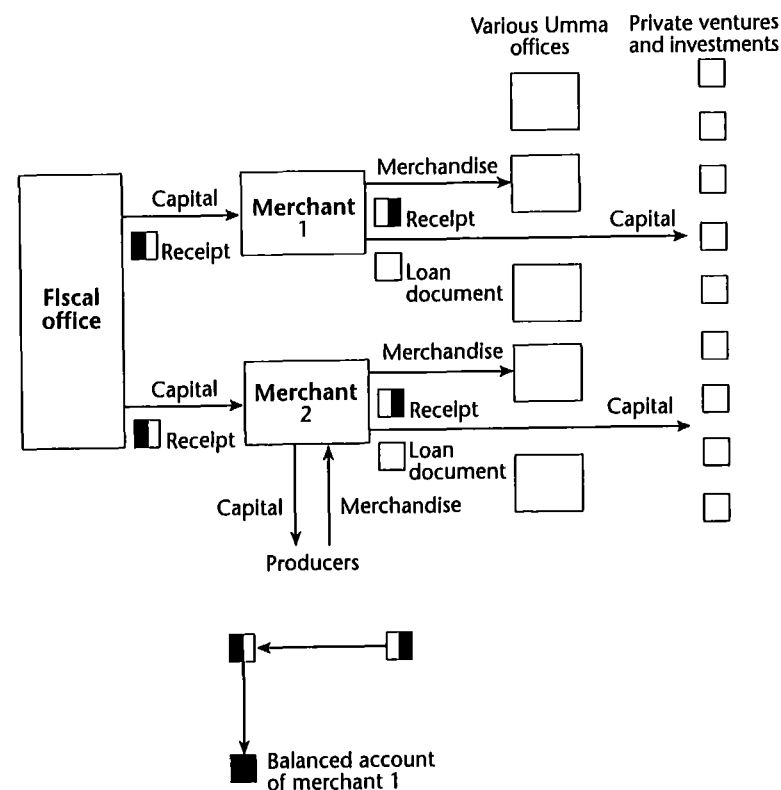 Various Umma
offices
Private ventures
and investments
Merchandise
Capital
Merchant
1
Receipt
Capital
Receipt
Loan
document
Fiscal
office
Merchandise
Capital
Merchant
2
Receipt
Capital
Receipt
Loan
document
Capital
Merchandise
Producers
Balanced account
of merchant 1